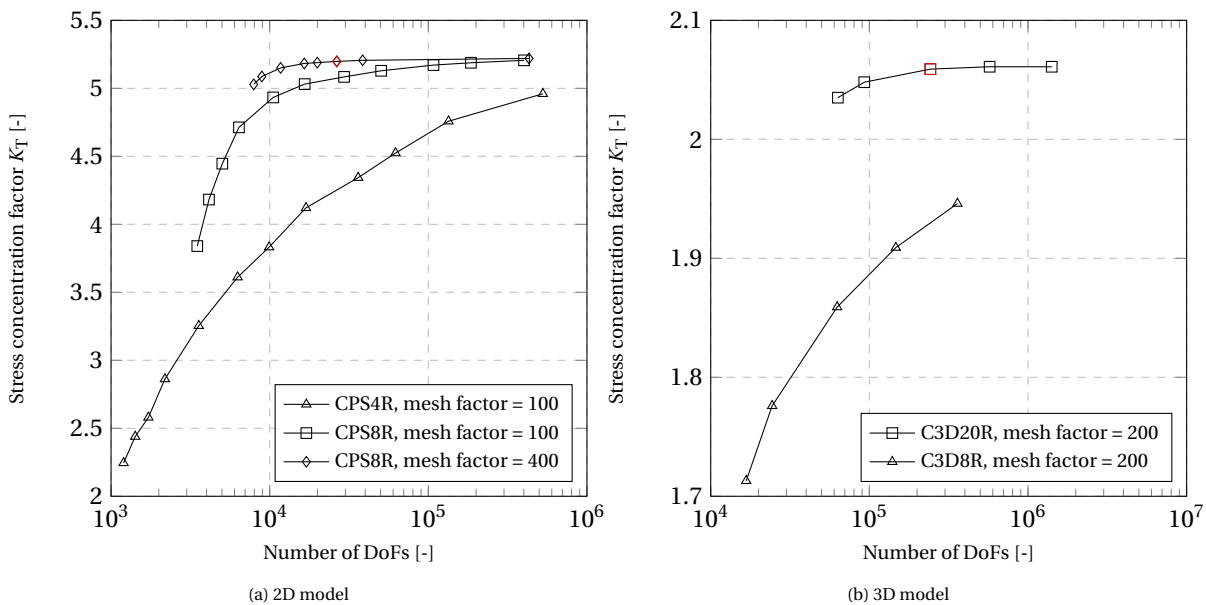 5.5
5
4.5
4
3.5
3
2.5
2
Stress concentration factor K_T [-]
CPS4R, mesh factor = 100
CPS8R, mesh factor = 100
CPS8R, mesh factor = 400
10^3
10^4
10^5
10^6
Number of DoFs [-]
(a) 2D model
2.1
2
1.9
1.8
1.7
Stress concentration factor K_T [-]
C3D20R, mesh factor = 200
C3D8R, mesh factor = 200
10^4
10^5
10^6
10^7
Number of DoFs [-]
(b) 3D model